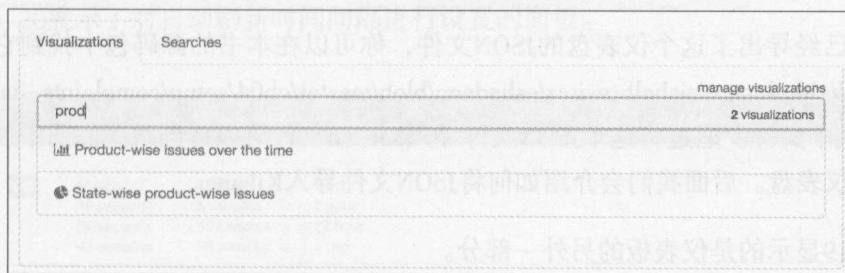 Visualizations Searches
manage visualizations
prod 2 visualizations
Product-wise issues over the time
State-wise product-wise issues